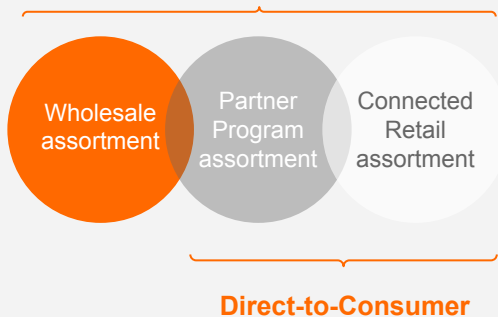 Wholesale
assortment
Partner
Program
assortment
Connected
Retail
assortment
Direct-to-Consumer